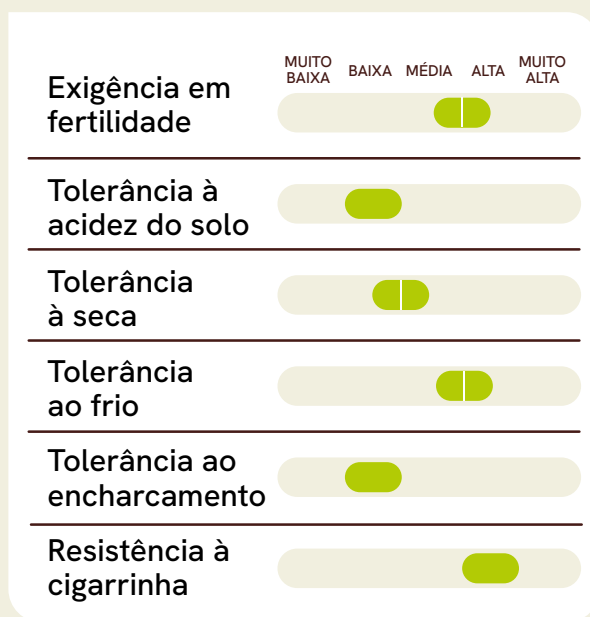 MUITO
BAIXA
BAIXA
MÉDIA
ALTA
MUITO
ALTA
Exigência em
fertilidade
Tolerância à
acidez do solo
Tolerância
à seca
Tolerância
ao frio
Tolerância ao
encharcamento
Resistência à
cigarrinha